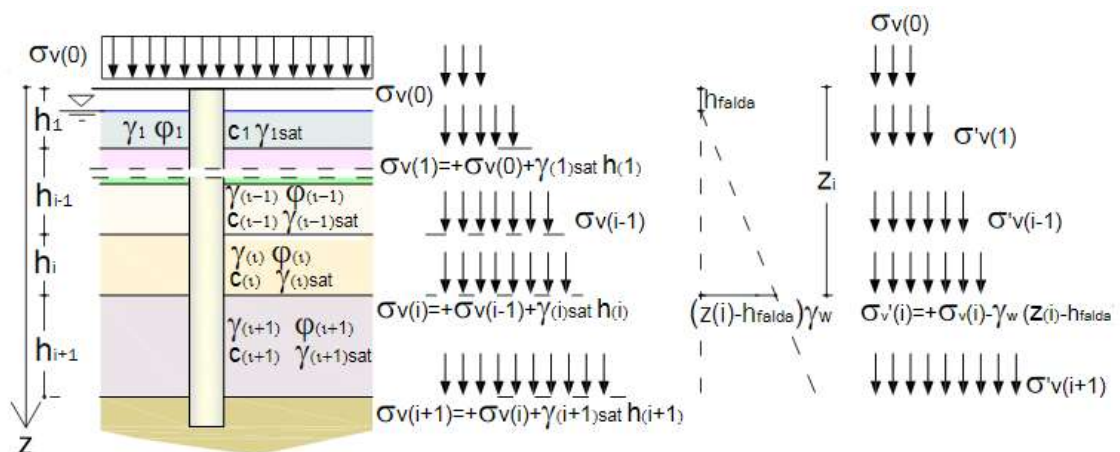 σv(0)
σv(0)
σv(0)
h1
γ1 φ1
c1 γ1sat
hfalda
σ'v(1)
σv(1)=+σv(0)+γ(1)sat h(1)
zi
hi-1
γ(ι−1) φ(ι−1)
c(ι−1) γ(ι−1)sat
σv(i-1)
σ'v(i-1)
hi
γ(ι) φ(ι)
c(ι) γ(ι)sat
σv(i)=+σv(i-1)+γ(i)sat h(i)
(z(i)-hfalda)γw
σv'(i)=+σv(i)-γw (z(i)-hfalda
hi+1
γ(ι+1) φ(ι+1)
c(ι+1) γ(ι+1)sat
σ'v(i+1)
σv(i+1)=+σv(i)+γ(i+1)sat h(i+1)
z